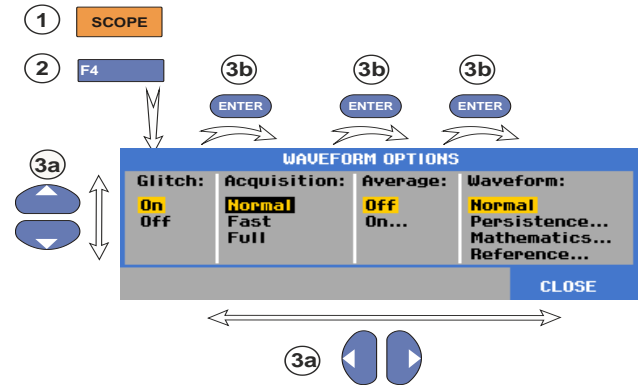 1 SCOPE
2 F4
3b 3b 3b
ENTER ENTER ENTER
3a
WAVEFORM OPTIONS
Glitch: Acquisition: Average: Waveform:
On Normal Off Normal
Off Fast On... Persistence...
Full Mathematics...
Reference...
CLOSE
3a